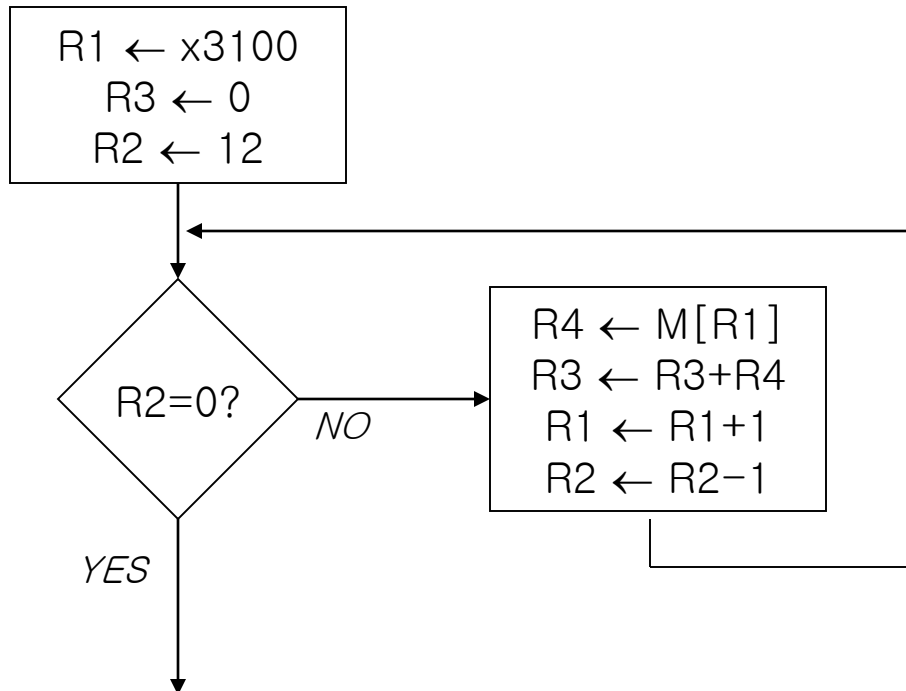 R1 ← x3100
R3 ← 0
R2 ← 12
R2=0?
NO
R4 ← M[R1]
R3 ← R3+R4
R1 ← R1+1
R2 ← R2-1
YES